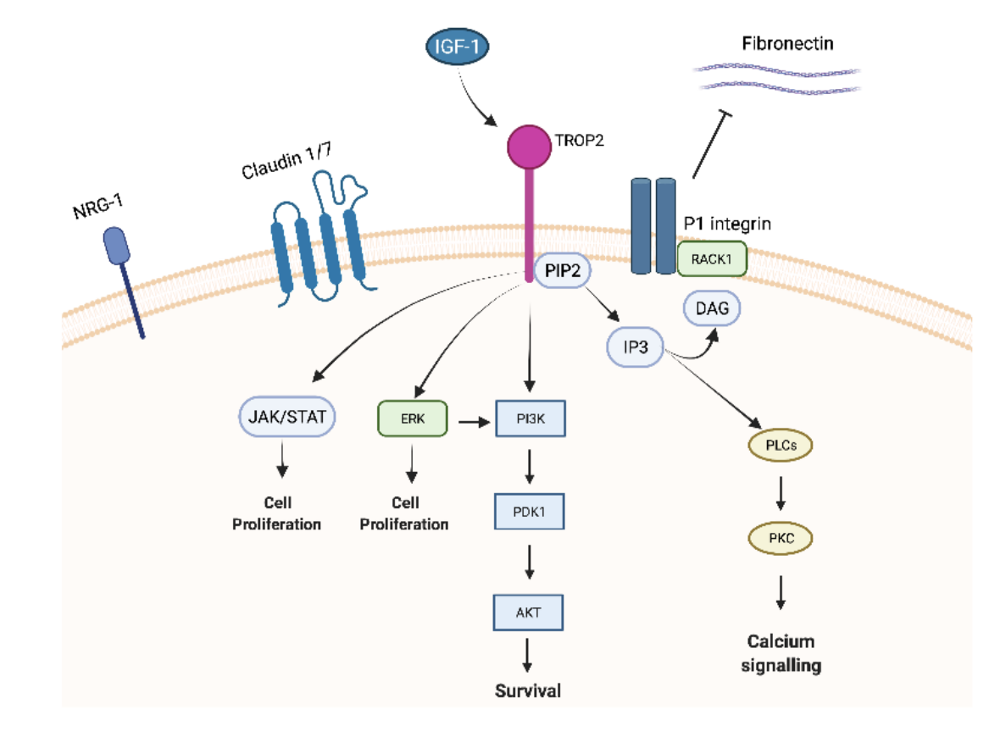 IGF-1
Fibronectin
TROP2
Claudin 1/7
NRG-1
P1 integrin
RACK1
PIP2
DAG
IP3
JAK/STAT
ERK
PI3K
PLCs
Cell
Proliferation
Cell
Proliferation
PDK1
PKC
AKT
Calcium
signalling
Survival